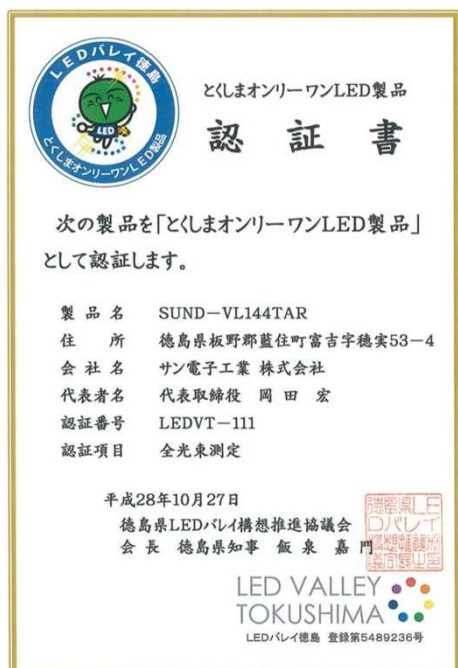 LEDバレイ徳島
LED
とくしまオンリーワンLED製品
とくしまオンリーワンLED製品
認証書
次の製品を「とくしまオンリーワンLED製品」
として認証します。
製品名 SUND-VL144TAR
住所 徳島県板野郡藍住町富吉字穂実53-4
会社名 サン電子工業 株式会社
代表者名 代表取締役 岡田 宏
認証番号 LEDVT-111
認証項目 全光束測定
平成28年10月27日
徳島県LEDバレイ構想推進協議会
会長 徳島県知事 飯泉嘉門
LED VALLEY
TOKUSHIMA
LEDバレイ徳島 登録第5489236号